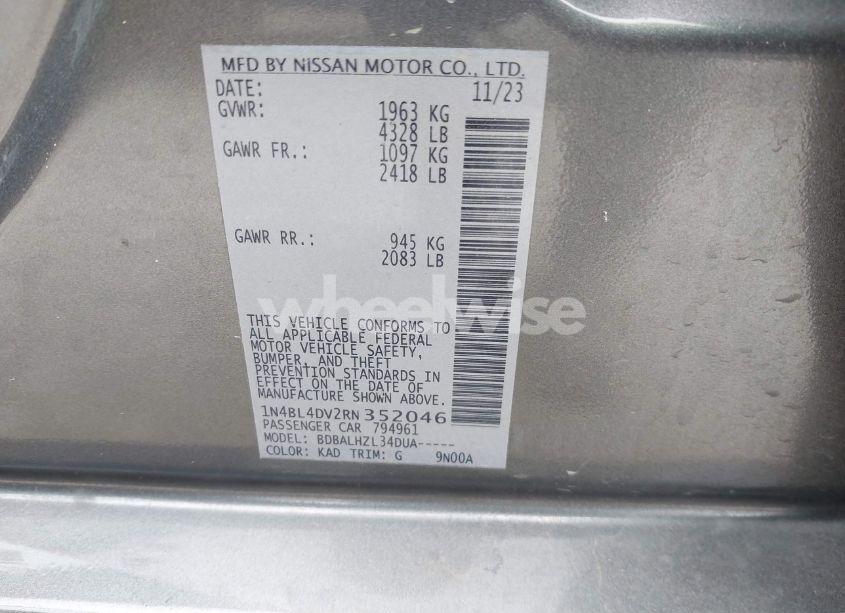 MFD BY NISSAN MOTOR CO., LTD.
DATE: 11/23
GVWR: 1963 KG
4328 LB
GAWR FR.: 1097 KG
2418 LB
GAWR RR.: 945 KG
2083 LB
wheelwise
THIS VEHICLE CONFORMS TO
ALL APPLICABLE FEDERAL
MOTOR VEHICLE SAFETY,
BUMPER, AND THEFT
PREVENTION STANDARDS IN
EFFECT ON THE DATE OF
MANUFACTURE SHOWN ABOVE.
1N4BL4DV2RN352046
PASSENGER CAR 794961
MODEL: BDBALHZL34DUA-----
COLOR: KAD TRIM: G 9N00A